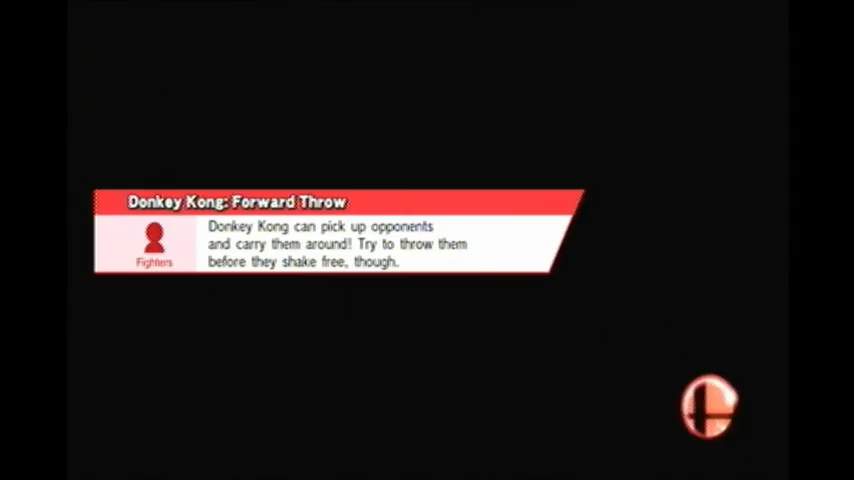 Donkey Kong: Forward Throw
Donkey Kong can pick up opponents
and carry them around! Try to throw them
before they shake free, though.
Fighters